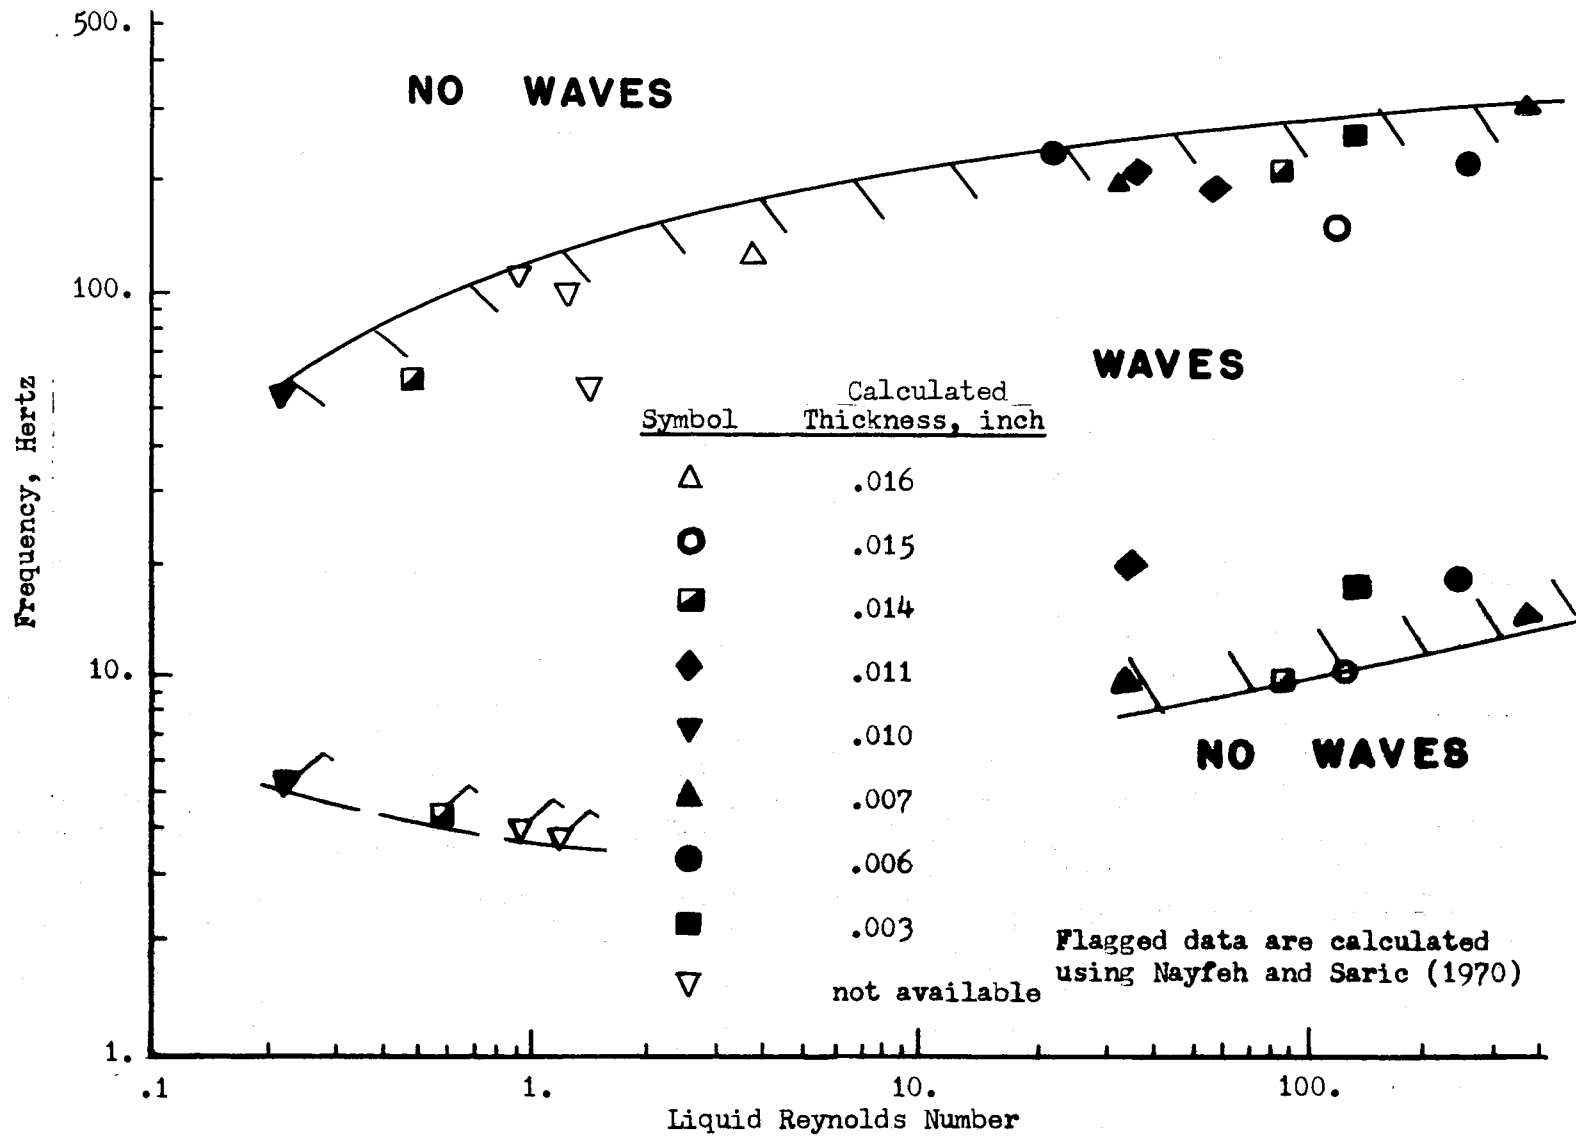 500.
NO WAVES
100.
WAVES
Frequency, Hertz
Calculated
Symbol Thickness, inch
.016
.015
.014
.011
10.
.010
NO WAVES
.007
.006
.003
Flagged data are calculated
using Nayfeh and Saric (1970)
not available
1.
.1 1. 10. 100.
Liquid Reynolds Number